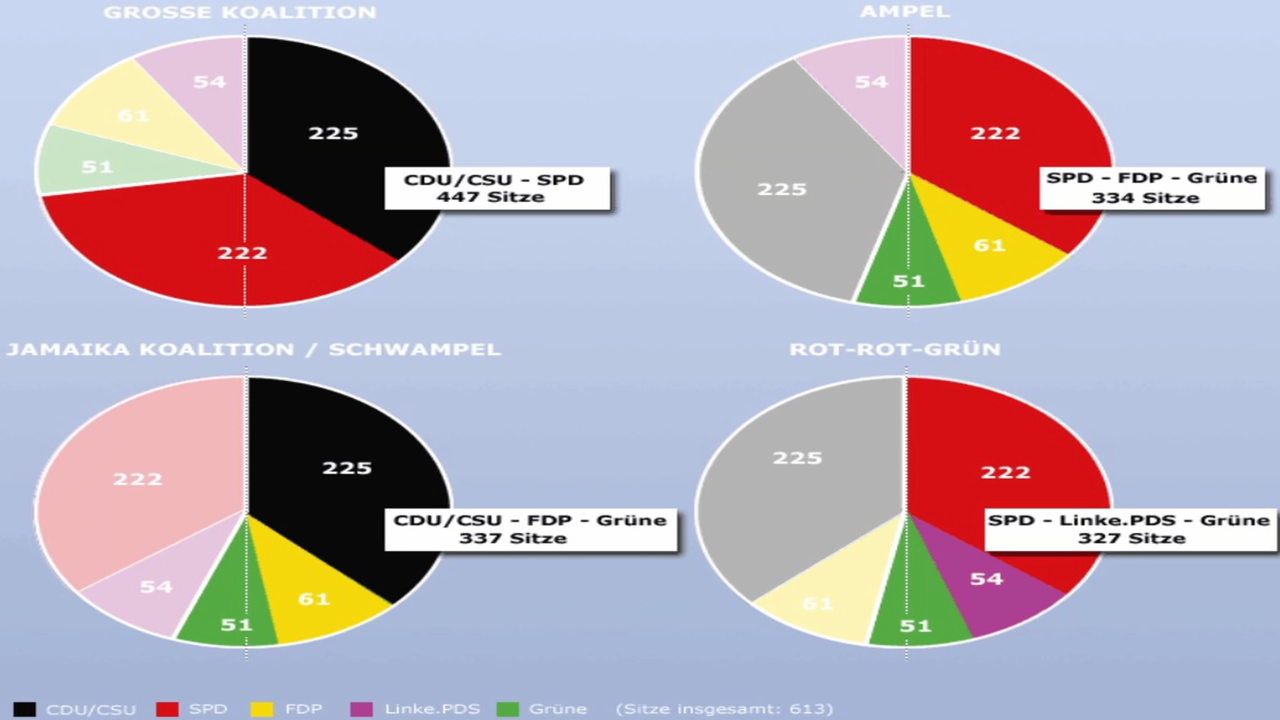 GROSSE KOALITION
54
61
225
51
CDU/CSU - SPD
447 Sitze
222
AMPEL
54
222
225
SPD - FDP - Grüne
334 Sitze
61
51
JAMAIKA KOALITION / SCHWAMPEL
222
225
CDU/CSU - FDP - Grüne
337 Sitze
54
61
51
ROT-ROT-GRÜN
225
222
SPD - Linke.PDS - Grüne
327 Sitze
54
61
51
CDU/CSU SPD FDP Linke.PDS Grüne (Sitze insgesamt: 613)